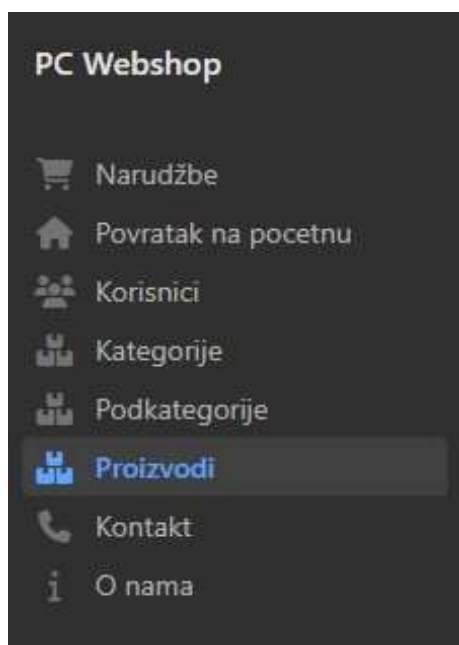 PC Webshop
Narudžbe
Povratak na pocetnu
Korisnici
Kategorije
Podkategorije
Proizvodi
Kontakt
O nama